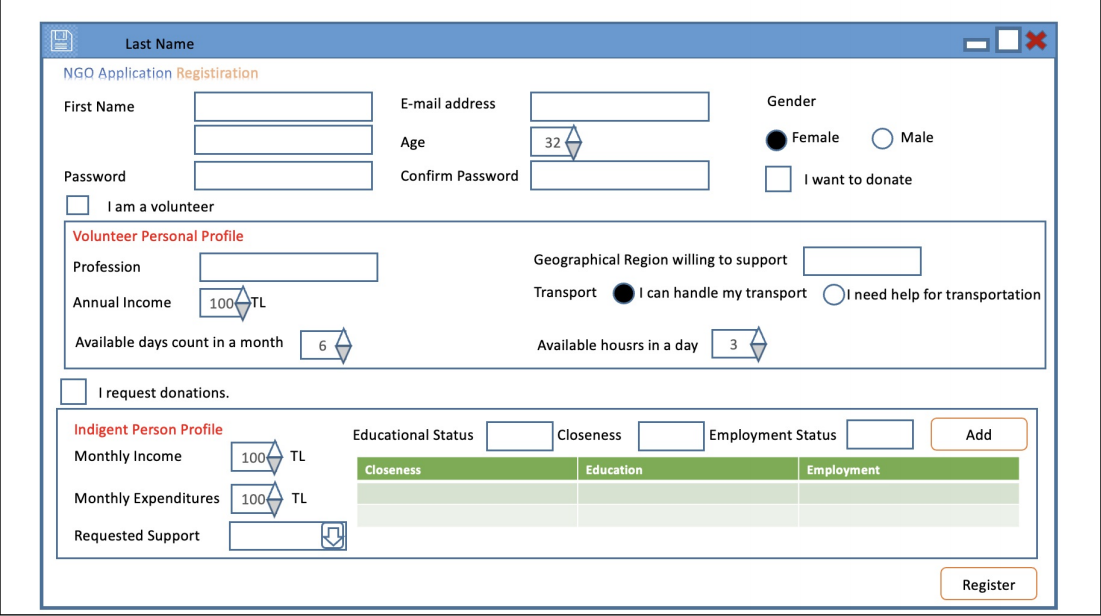 Last Name
NGO Application Registiration
First Name E-mail address Gender
Age 32 Female Male
Password Confirm Password I want to donate
I am a volunteer
Volunteer Personal Profile
Profession Geographical Region willing to support
Annual Income 100 TL Transport I can handle my transport I need help for transportation
Available days count in a month 6 Available housrs in a day 3
I request donations.
Indigent Person Profile Educational Status Closeness Employment Status Add
Monthly Income 100 TL
Closeness Education Employment
Monthly Expenditures 100 TL
Requested Support
Register